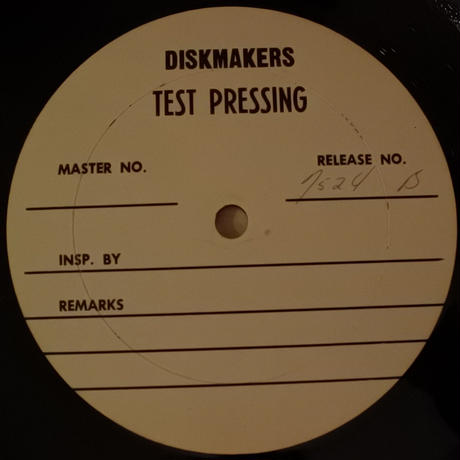 DISKMAKERS
TEST PRESSING
MASTER NO.
RELEASE NO.
7524 B
INSP. BY
REMARKS